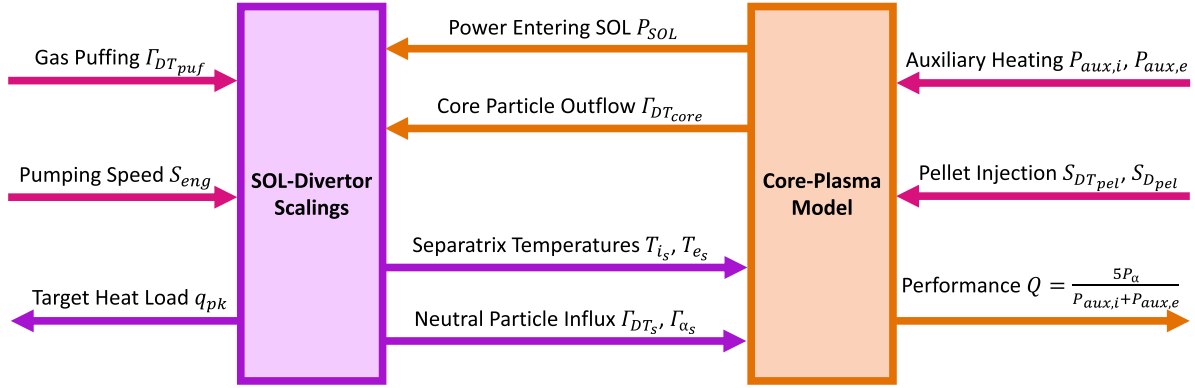 Gas Puffing Γ_{DT_{puf}}
Pumping Speed S_{eng}
Target Heat Load q_{pk}
SOL-Divertor
Scalings
Power Entering SOL P_{SOL}
Core Particle Outflow Γ_{DT_{core}}
Separatrix Temperatures T_{i_s}, T_{e_s}
Neutral Particle Influx Γ_{DT_s}, Γ_{α_s}
Core-Plasma
Model
Auxiliary Heating P_{aux,i}, P_{aux,e}
Pellet Injection S_{DT_{pel}}, S_{D_{pel}}
Performance Q = \frac{5P_α}{P_{aux,i}+P_{aux,e}}